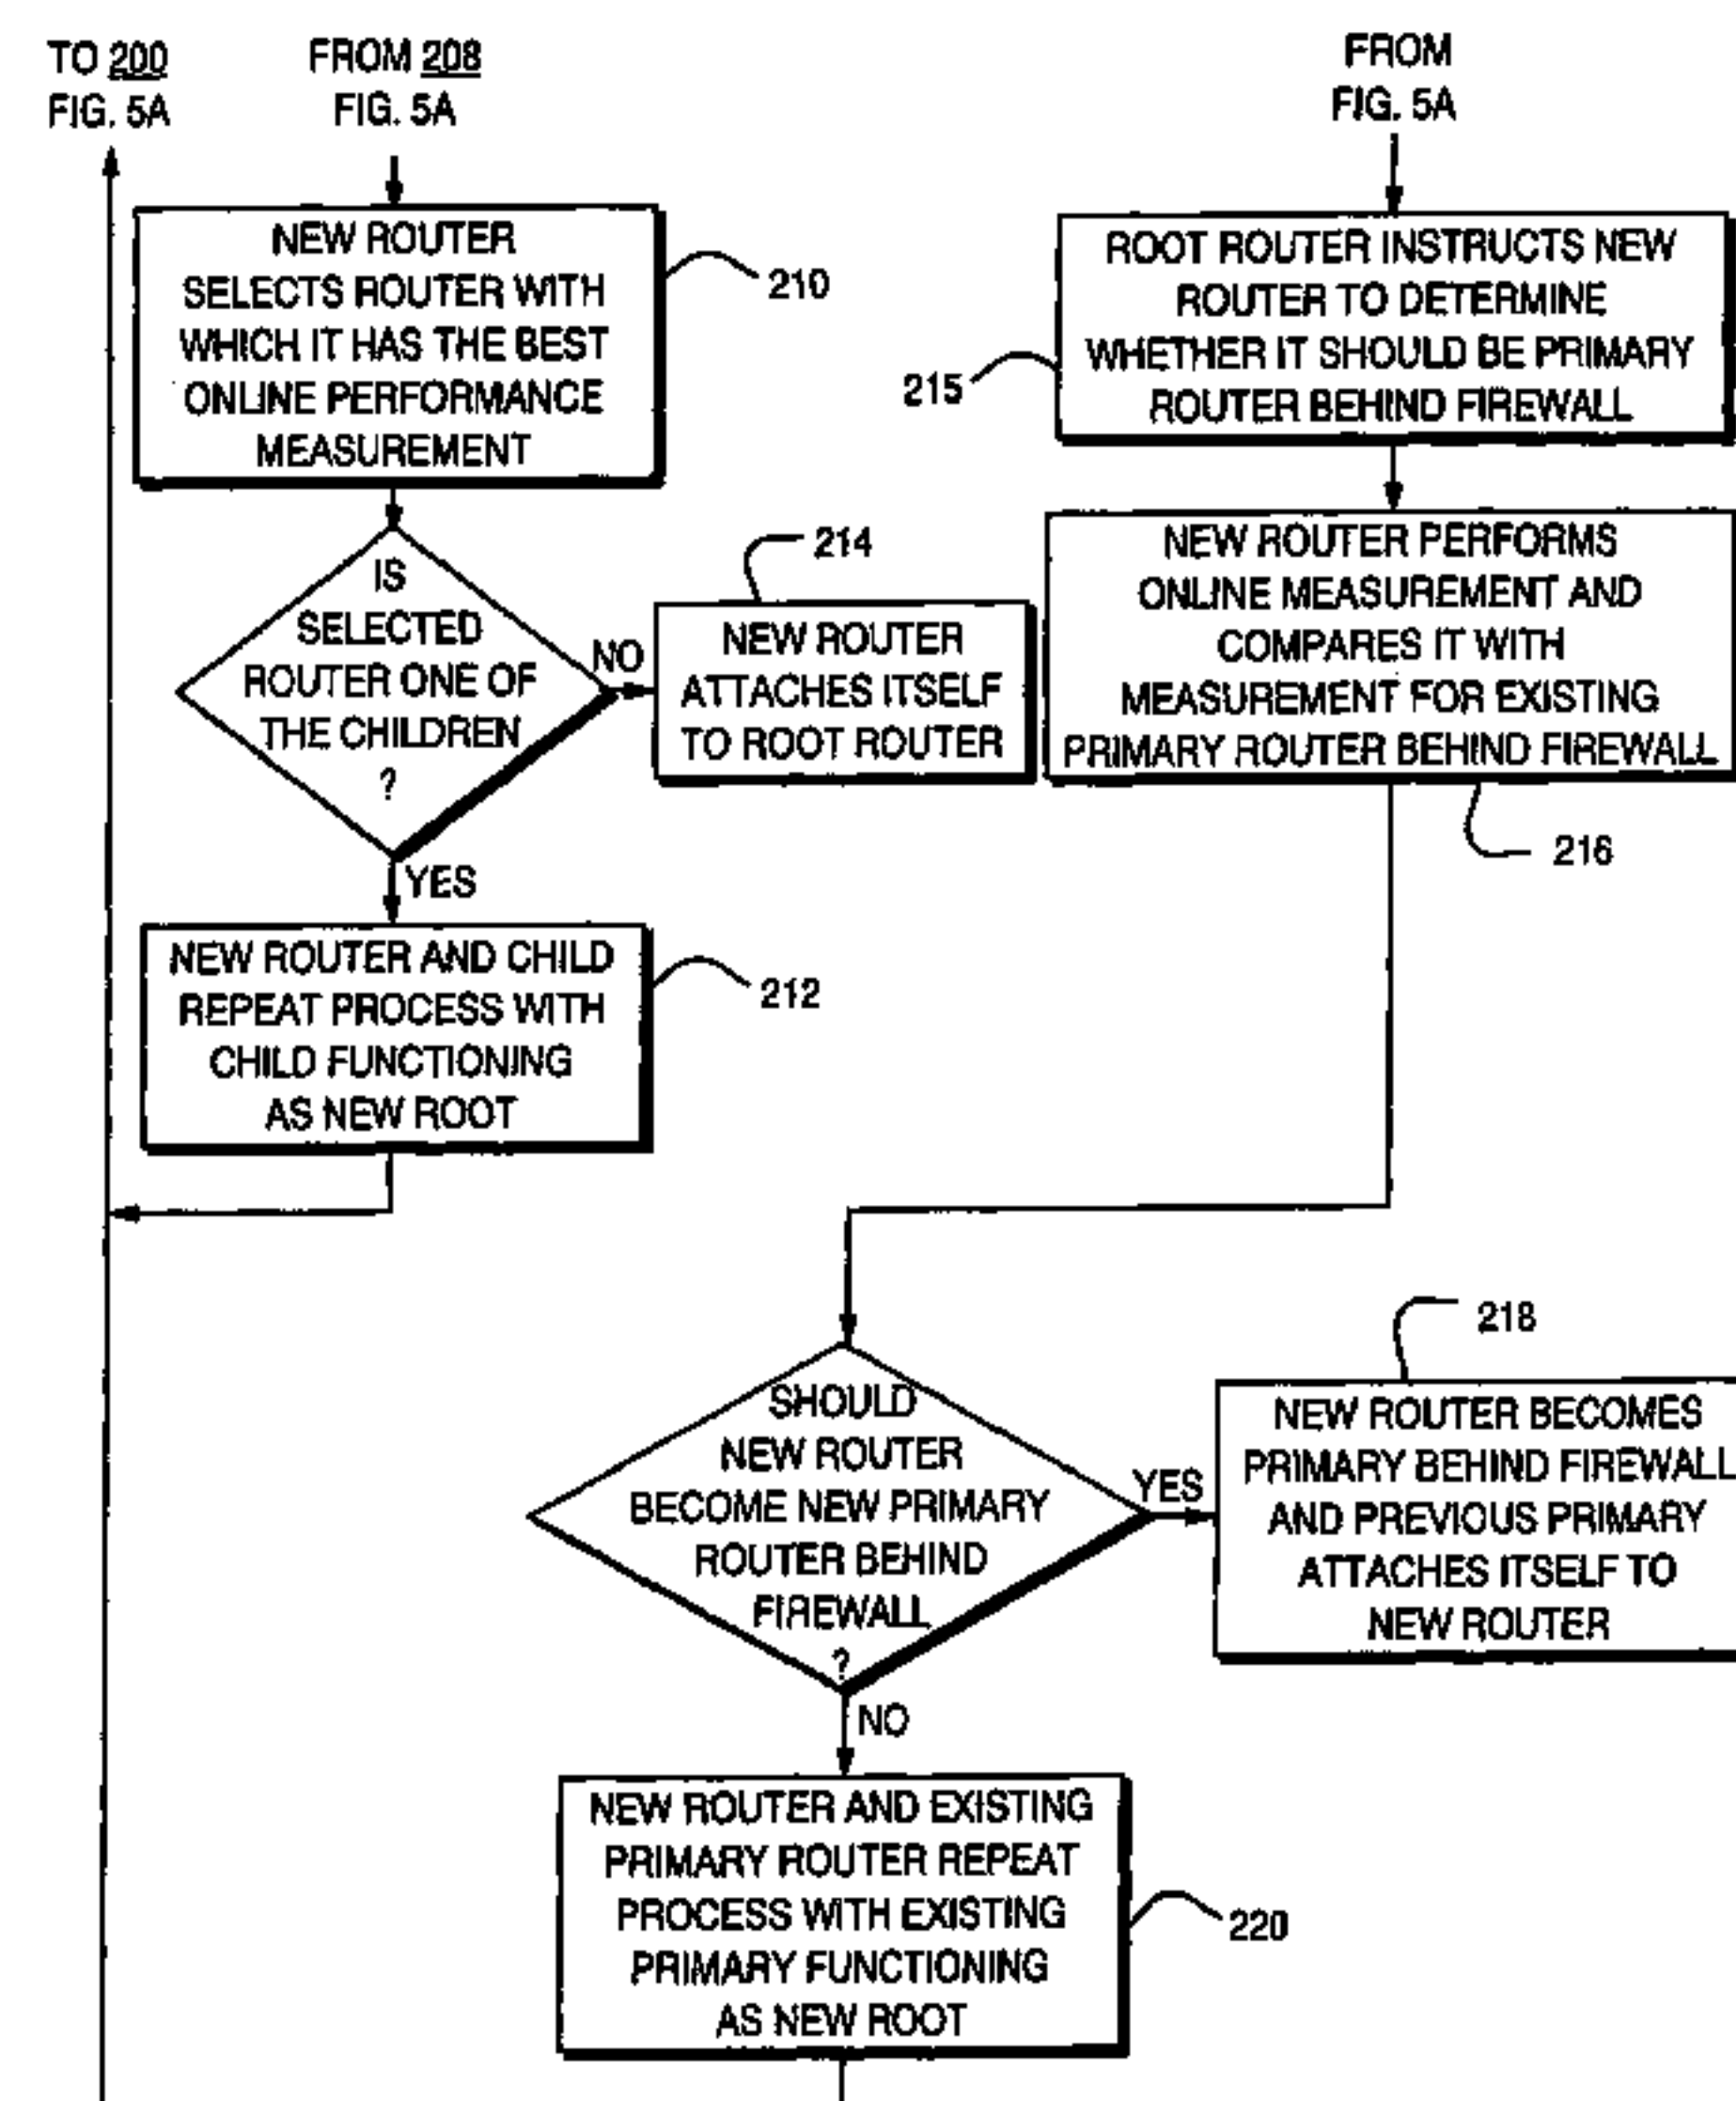 TO 200
FIG. 5A
FROM 208
FIG. 5A
FROM
FIG. 5A
NEW ROUTER
SELECTS ROUTER WITH
WHICH IT HAS THE BEST
ONLINE PERFORMANCE
MEASUREMENT
210
ROOT ROUTER INSTRUCTS NEW
ROUTER TO DETERMINE
WHETHER IT SHOULD BE PRIMARY
ROUTER BEHIND FIREWALL
215
IS
SELECTED
ROUTER ONE OF
THE CHILDREN
?
NO
214
NEW ROUTER
ATTACHES ITSELF
TO ROOT ROUTER
NEW ROUTER PERFORMS
ONLINE MEASUREMENT AND
COMPARES IT WITH
MEASUREMENT FOR EXISTING
PRIMARY ROUTER BEHIND FIREWALL
216
YES
NEW ROUTER AND CHILD
REPEAT PROCESS WITH
CHILD FUNCTIONING
AS NEW ROOT
212
SHOULD
NEW ROUTER
BECOME NEW PRIMARY
ROUTER BEHIND
FIREWALL
?
YES
218
NEW ROUTER BECOMES
PRIMARY BEHIND FIREWALL
AND PREVIOUS PRIMARY
ATTACHES ITSELF TO
NEW ROUTER
NO
NEW ROUTER AND EXISTING
PRIMARY ROUTER REPEAT
PROCESS WITH EXISTING
PRIMARY FUNCTIONING
AS NEW ROOT
220